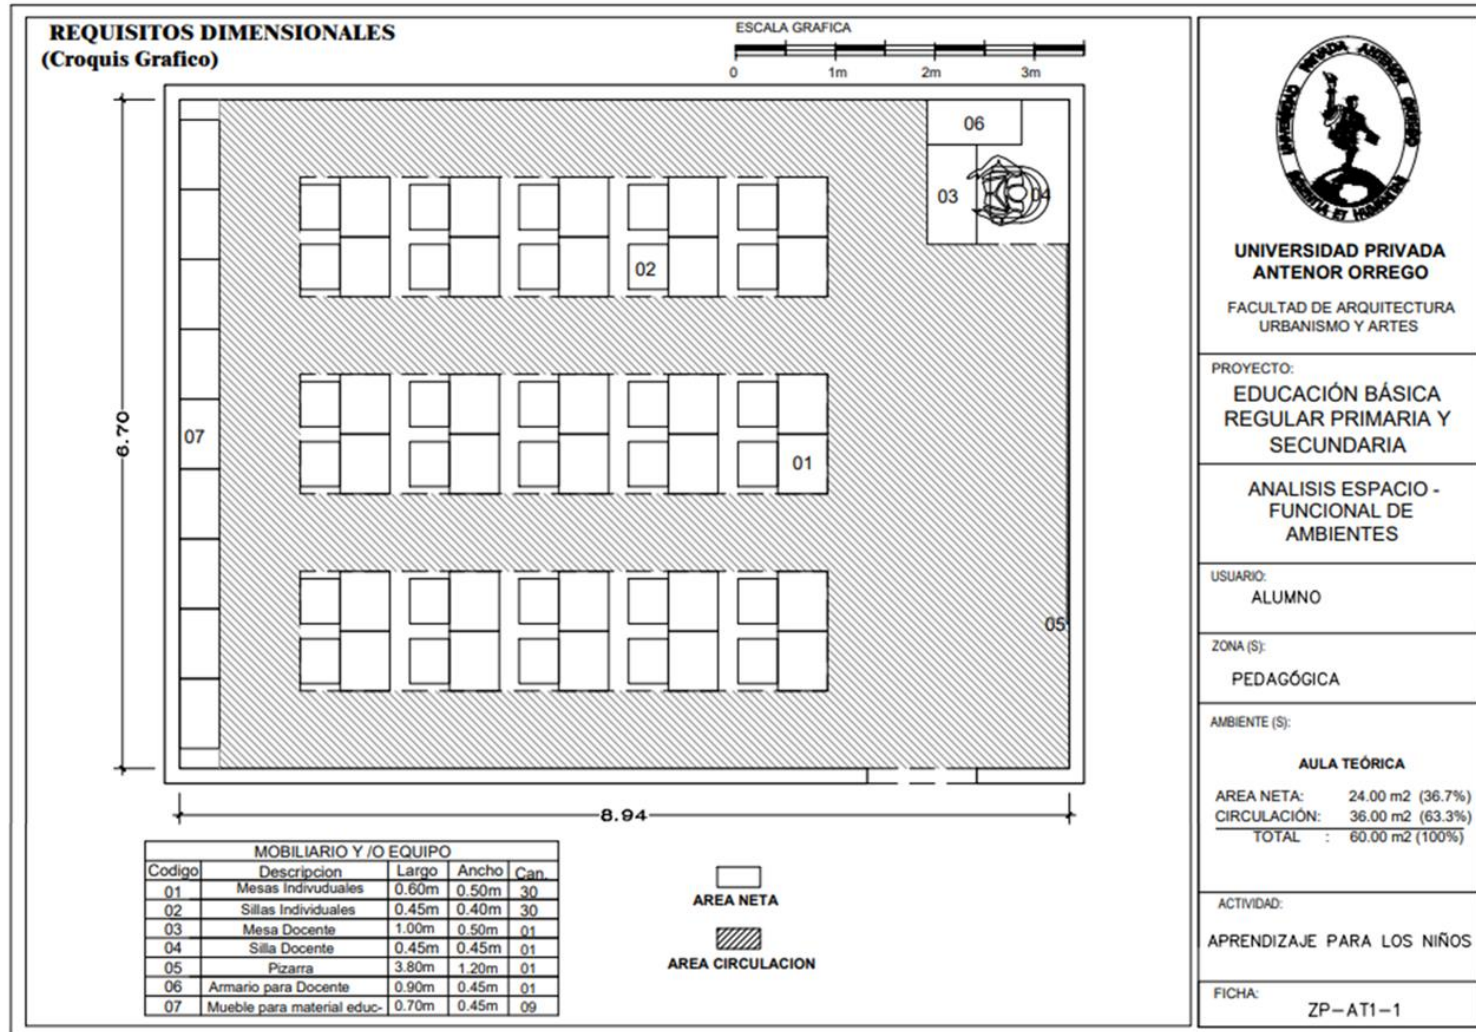 REQUISITOS DIMENSIONALES
(Croquis Grafico)
ESCALA GRAFICA
0 1m 2m 3m
06
03
04
02
07
01
05
6.70
8.94
MOBILIARIO Y /O EQUIPO
Codigo Descripcion Largo Ancho Can.
01 Mesas Indivuduales 0.60m 0.50m 30
02 Sillas Individuales 0.45m 0.40m 30
03 Mesa Docente 1.00m 0.50m 01
04 Silla Docente 0.45m 0.45m 01
05 Pizarra 3.80m 1.20m 01
06 Armario para Docente 0.90m 0.45m 01
07 Mueble para material educ- 0.70m 0.45m 09
AREA NETA
AREA CIRCULACION
UNIVERSIDAD PRIVADA ANTENOR ORREGO
SCIENTIA ET HUMANITAS
UNIVERSIDAD PRIVADA
ANTENOR ORREGO
FACULTAD DE ARQUITECTURA
URBANISMO Y ARTES
PROYECTO:
EDUCACIÓN BÁSICA
REGULAR PRIMARIA Y
SECUNDARIA
ANALISIS ESPACIO -
FUNCIONAL DE
AMBIENTES
USUARIO:
ALUMNO
ZONA (S):
PEDAGÓGICA
AMBIENTE (S):
AULA TEÓRICA
AREA NETA: 24.00 m2 (36.7%)
CIRCULACIÓN: 36.00 m2 (63.3%)
TOTAL : 60.00 m2 (100%)
ACTIVIDAD:
APRENDIZAJE PARA LOS NIÑOS
FICHA:
ZP-AT1-1